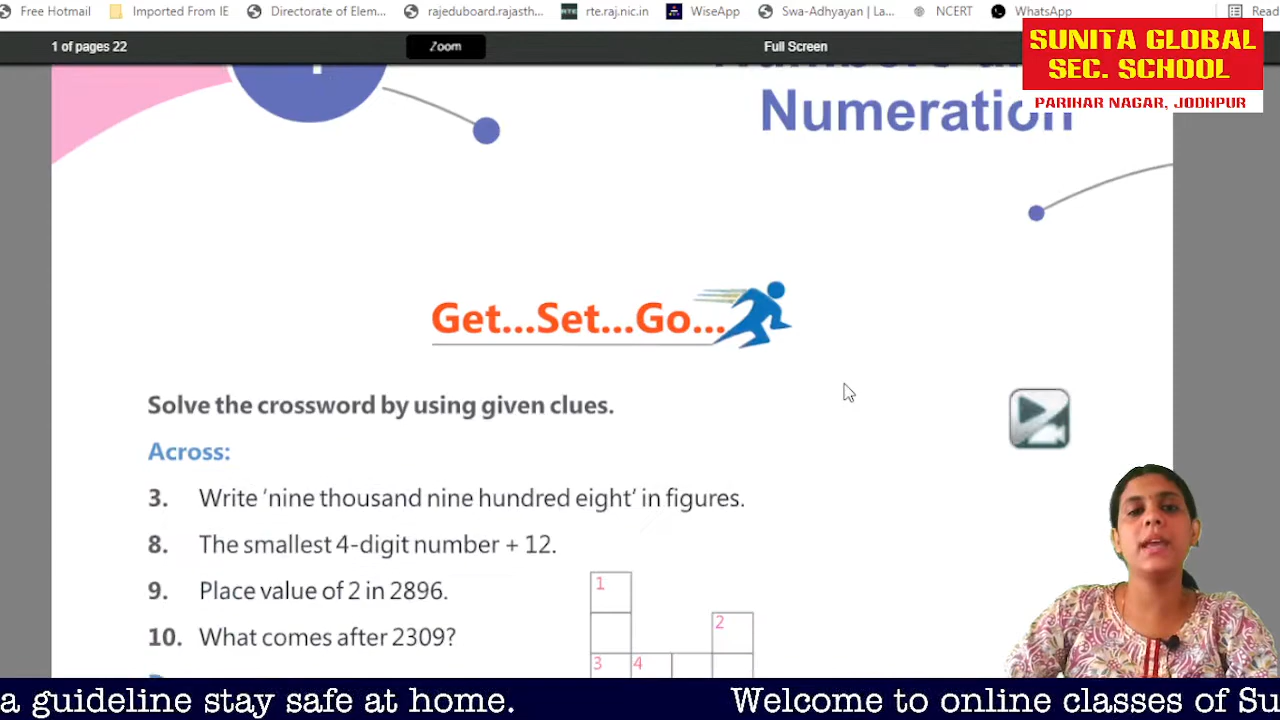 Free Hotmail Imported From IE Directorate of Elem... rajeduboard.rajasth... rte.raj.nic.in WiseApp Swa-Adhyayan | La... NCERT WhatsApp Read
1 of pages 22 Zoom Full Screen
SUNITA GLOBAL
SEC. SCHOOL
PARIHAR NAGAR, JODHPUR
Numeration
Get...Set...Go...
Solve the crossword by using given clues.
Across:
3. Write ‘nine thousand nine hundred eight’ in figures.
8. The smallest 4-digit number + 12.
9. Place value of 2 in 2896.
10. What comes after 2309?
1
2
3 4
a guideline stay safe at home. Welcome to online classes of Su